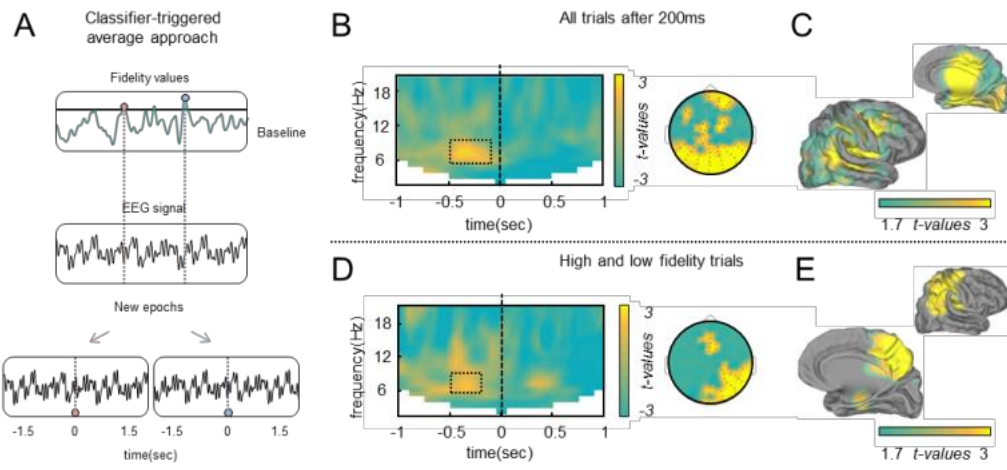 A
Classifier-triggered
average approach
Fidelity values
Baseline
EEG signal
New epochs
-1.5 0 1.5
-1.5 0 1.5
time(sec)
B
All trials after 200ms
frequency(Hz)
18
12
6
-1 -0.5 0 0.5 1
time(sec)
3
t-values
-3
C
1.7 t-values 3
D
High and low fidelity trials
frequency(Hz)
18
12
6
-1 -0.5 0 0.5 1
time(sec)
3
t-values
-3
E
1.7 t-values 3